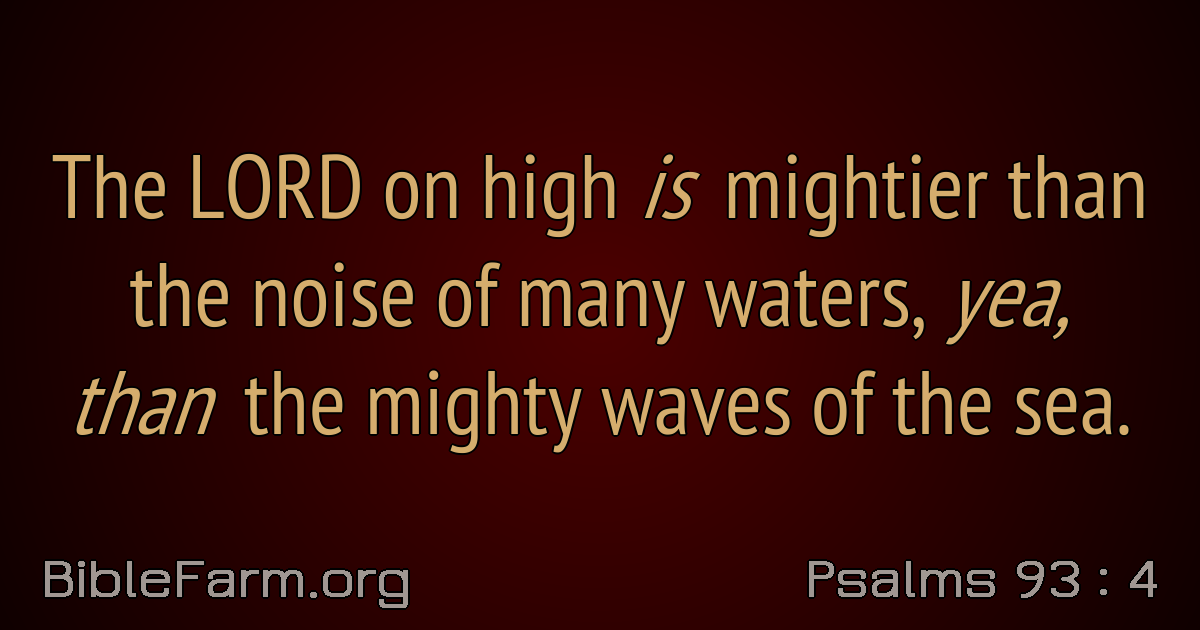 The LORD on high is mightier than
the noise of many waters, yea,
than the mighty waves of the sea.
BibleFarm.org
Psalms 93 : 4